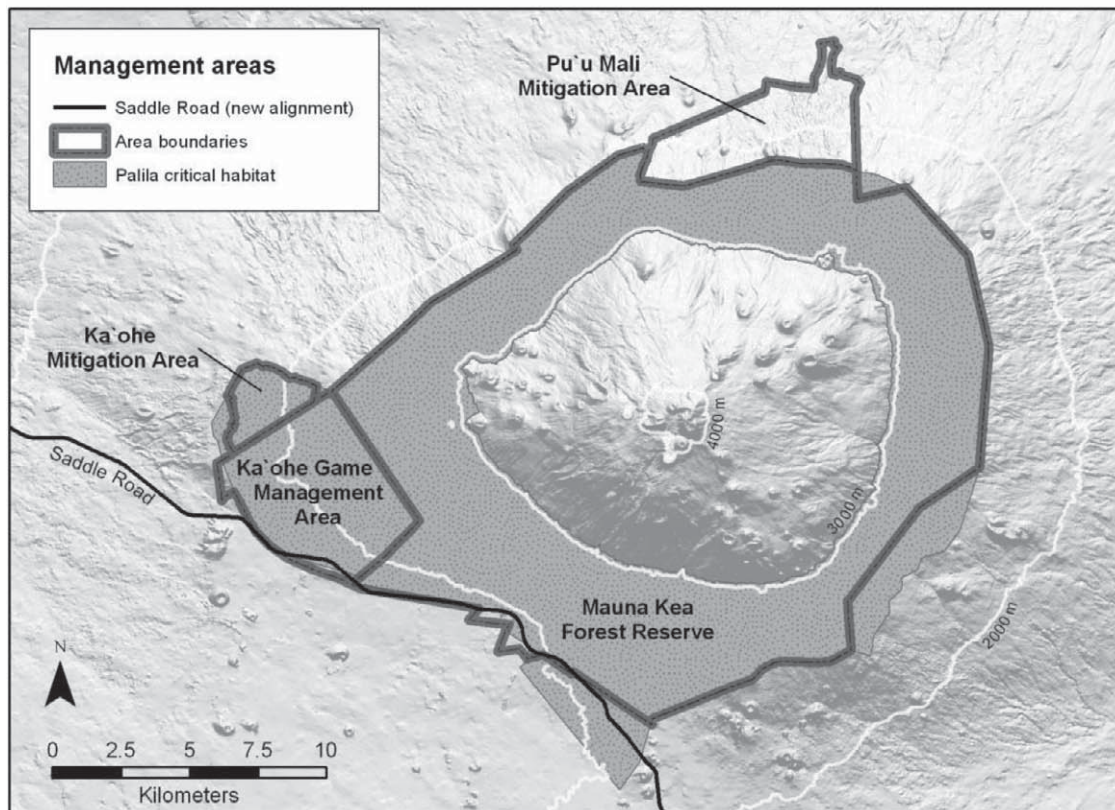 Management areas
Saddle Road (new alignment)
Area boundaries
Palila critical habitat
Pu`u Mali
Mitigation Area
Ka`ohe
Mitigation Area
Saddle Road
Ka`ohe Game
Management
Area
4000 m
3000 m
2000 m
Mauna Kea
Forest Reserve
N
0 2.5 5 7.5 10
Kilometers